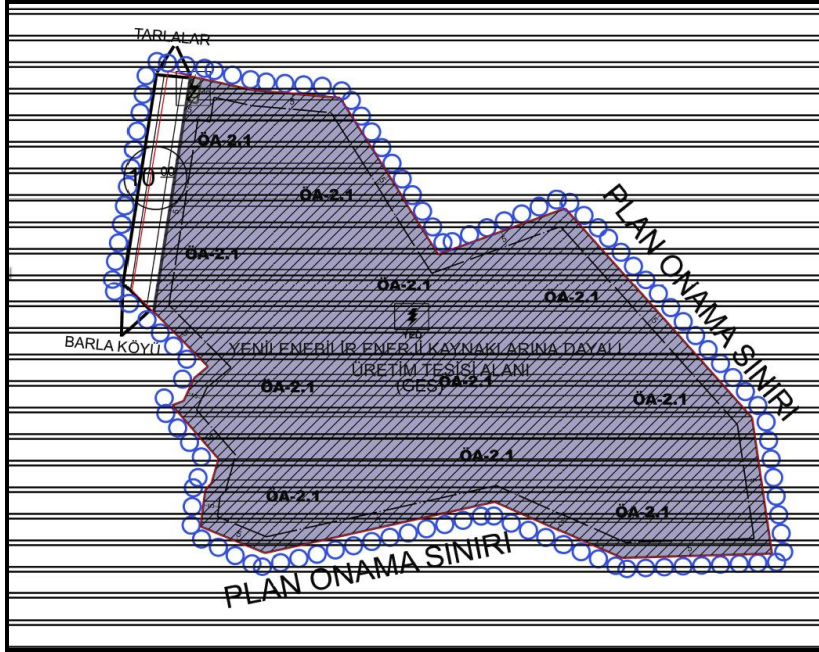 TARLALAR
ÖA-2.1
10.00
ÖA-2.1
PLAN ONAMA SINIRI
ÖA-2.1
ÖA-2.1
ÖA-2.1
TED
BARLA KÖYÜ
YENİLENEBİLİR ENERJİ KAYNAKLARINA DAYALI
ÜRETİM TESİSİ ALANI
(GES)
ÖA-2.1
ÖA-2.1
ÖA-2.1
ÖA-2.1
ÖA-2.1
ÖA-2.1
PLAN ONAMA SINIRI